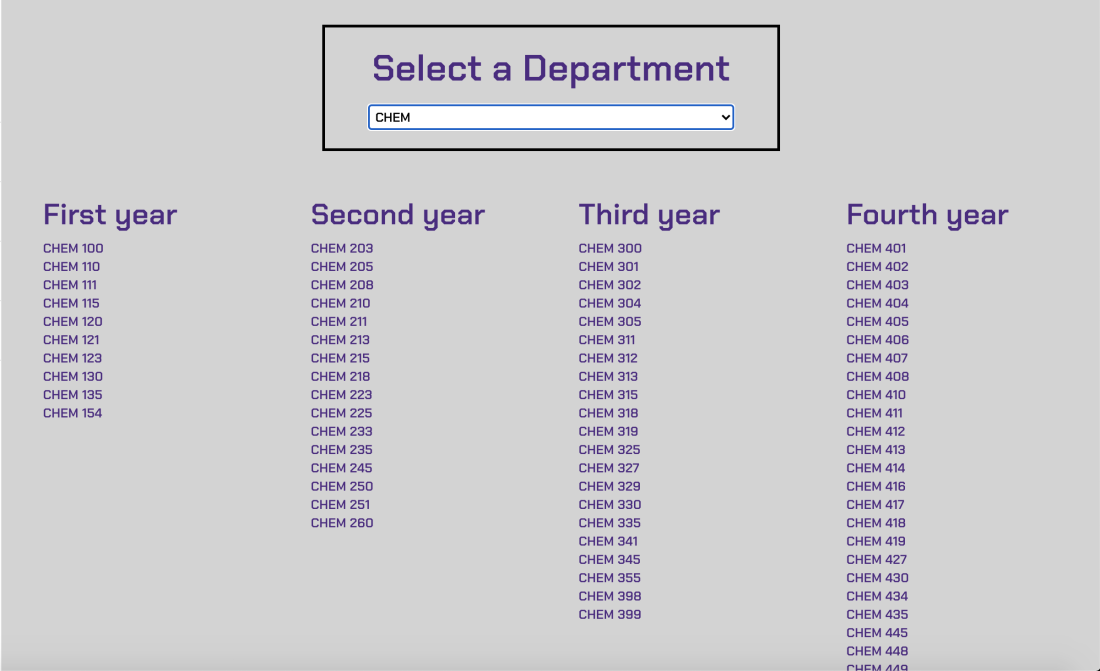 Select a Department
CHEM
First year
CHEM 100
CHEM 110
CHEM 111
CHEM 115
CHEM 120
CHEM 121
CHEM 123
CHEM 130
CHEM 135
CHEM 154
Second year
CHEM 203
CHEM 205
CHEM 208
CHEM 210
CHEM 211
CHEM 213
CHEM 215
CHEM 218
CHEM 223
CHEM 225
CHEM 233
CHEM 235
CHEM 245
CHEM 250
CHEM 251
CHEM 260
Third year
CHEM 300
CHEM 301
CHEM 302
CHEM 304
CHEM 305
CHEM 311
CHEM 312
CHEM 313
CHEM 315
CHEM 318
CHEM 319
CHEM 325
CHEM 327
CHEM 329
CHEM 330
CHEM 335
CHEM 341
CHEM 345
CHEM 355
CHEM 398
CHEM 399
Fourth year
CHEM 401
CHEM 402
CHEM 403
CHEM 404
CHEM 405
CHEM 406
CHEM 407
CHEM 408
CHEM 410
CHEM 411
CHEM 412
CHEM 413
CHEM 414
CHEM 416
CHEM 417
CHEM 418
CHEM 419
CHEM 427
CHEM 430
CHEM 434
CHEM 435
CHEM 445
CHEM 448
CHEM 449